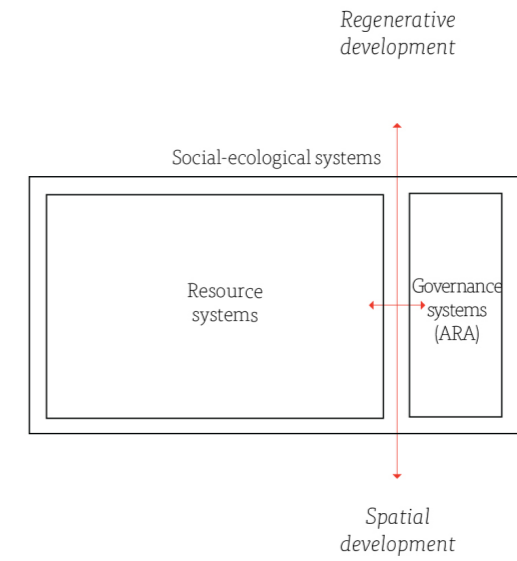 Regenerative
development
Social-ecological systems
Resource
systems
Governance
systems
(ARA)
Spatial
development